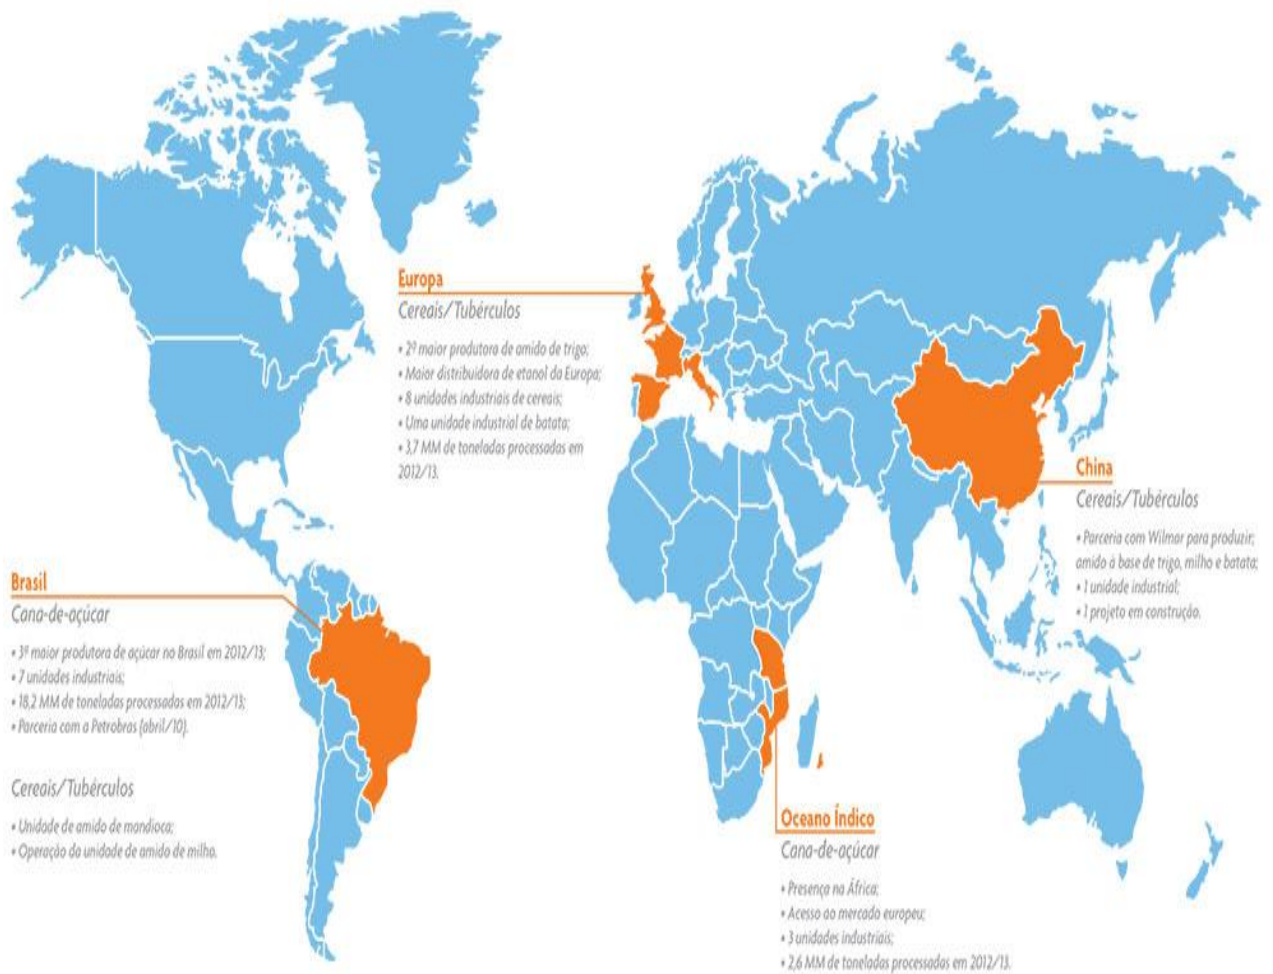 Europa
Cereais/Tubérculos
• 2ª maior produtora de amido de trigo;
• Maior distribuidora de etanol da Europa;
• 8 unidades industriais de cereais;
• Uma unidade industrial de batata;
• 3,7 MM de toneladas processadas em
2012/13.
China
Cereais/Tubérculos
• Parceria com Wilmar para produzir;
amido à base de trigo, milho e batata;
• 1 unidade industrial;
• 1 projeto em construção.
Brasil
Cana-de-açúcar
• 3ª maior produtora de açúcar no Brasil em 2012/13;
• 7 unidades industriais;
• 18,2 MM de toneladas processadas em 2012/13;
• Parceria com a Petrobras (abril/10).
Cereais/Tubérculos
• Unidade de amido de mandioca;
• Operação da unidade de amido de milho.
Oceano Índico
Cana-de-açúcar
• Presença na África;
• Acesso ao mercado europeu;
• 3 unidades industriais;
• 2,6 MM de toneladas processadas em 2012/13.